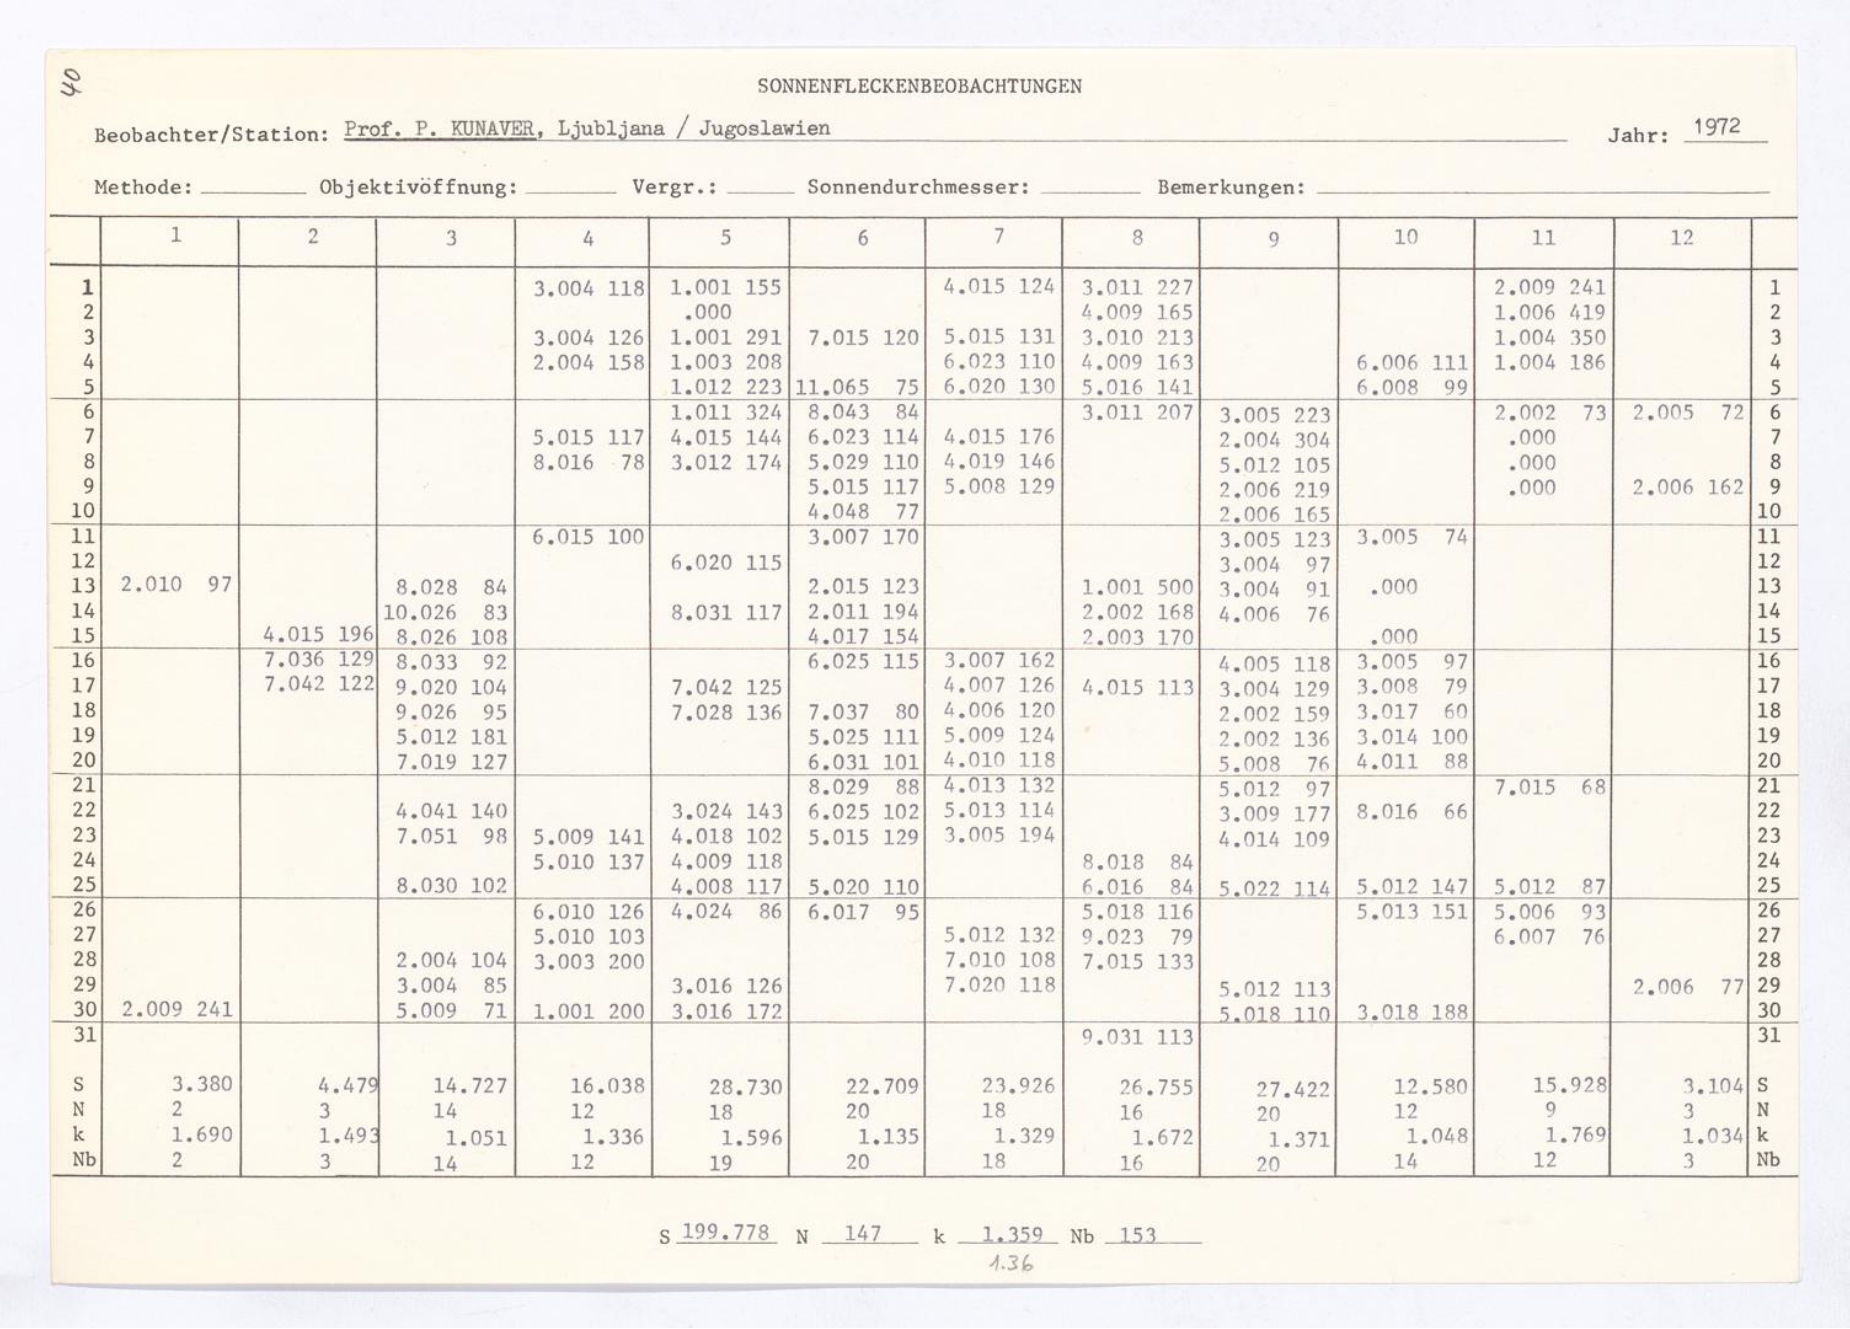 40
SONNENFLECKENBEOBACHTUNGEN
Beobachter/Station: Prof. P. KUNAVER, Ljubljana / Jugoslawien Jahr: 1972
Methode: Objektivöffnung: Vergr.: Sonnendurchmesser: Bemerkungen:
1 2 3 4 5 6 7 8 9 10 11 12
1 3.004 118 1.001 155 4.015 124 3.011 227 2.009 241 1
2 .000 4.009 165 1.006 419 2
3 3.004 126 1.001 291 7.015 120 5.015 131 3.010 213 1.004 350 3
4 2.004 158 1.003 208 6.023 110 4.009 163 6.006 111 1.004 186 4
5 1.012 223 11.065 75 6.020 130 5.016 141 6.008 99 5
6 1.011 324 8.043 84 3.011 207 3.005 223 2.002 73 2.005 72 6
7 5.015 117 4.015 144 6.023 114 4.015 176 2.004 304 .000 7
8 8.016 78 3.012 174 5.029 110 4.019 146 5.012 105 .000 8
9 5.015 117 5.008 129 2.006 219 .000 2.006 162 9
10 4.048 77 2.006 165 10
11 6.015 100 3.007 170 3.005 123 3.005 74 11
12 6.020 115 3.004 97 12
13 2.010 97 8.028 84 2.015 123 1.001 500 3.004 91 .000 13
14 10.026 83 8.031 117 2.011 194 2.002 168 4.006 76 14
15 4.015 196 8.026 108 4.017 154 2.003 170 .000 15
16 7.036 129 8.033 92 6.025 115 3.007 162 4.005 118 3.005 97 16
17 7.042 122 9.020 104 7.042 125 4.007 126 4.015 113 3.004 129 3.008 79 17
18 9.026 95 7.028 136 7.037 80 4.006 120 2.002 159 3.017 60 18
19 5.012 181 5.025 111 5.009 124 2.002 136 3.014 100 19
20 7.019 127 6.031 101 4.010 118 5.008 76 4.011 88 20
21 8.029 88 4.013 132 5.012 97 7.015 68 21
22 4.041 140 3.024 143 6.025 102 5.013 114 3.009 177 8.016 66 22
23 7.051 98 5.009 141 4.018 102 5.015 129 3.005 194 4.014 109 23
24 5.010 137 4.009 118 8.018 84 24
25 8.030 102 4.008 117 5.020 110 6.016 84 5.022 114 5.012 147 5.012 87 25
26 6.010 126 4.024 86 6.017 95 5.018 116 5.013 151 5.006 93 26
27 5.010 103 5.012 132 9.023 79 6.007 76 27
28 2.004 104 3.003 200 7.010 108 7.015 133 28
29 3.004 85 3.016 126 7.020 118 5.012 113 2.006 77 29
30 2.009 241 5.009 71 1.001 200 3.016 172 5.018 110 3.018 188 30
31 9.031 113 31
S 3.380 4.479 14.727 16.038 28.730 22.709 23.926 26.755 27.422 12.580 15.928 3.104 S
N 2 3 14 12 18 20 18 16 20 12 9 3 N
k 1.690 1.493 1.051 1.336 1.596 1.135 1.329 1.672 1.371 1.048 1.769 1.034 k
Nb 2 3 14 12 19 20 18 16 20 14 12 3 Nb
S 199.778 N 147 k 1.359 Nb 153
1.36